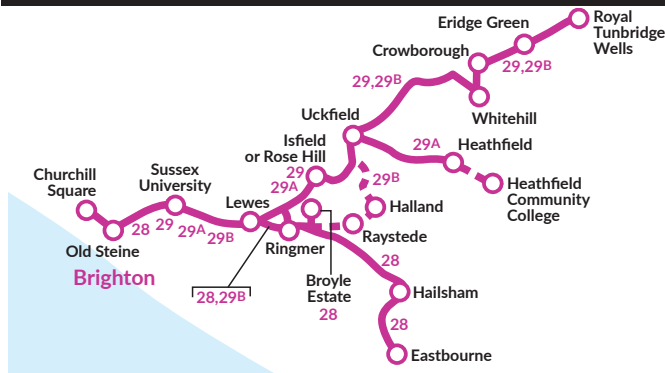 Royal
Tunbridge
Wells
Eridge Green
Crowborough
29,29B
29,29B
Whitehill
Uckfield
29A
Heathfield
Isfield
or Rose Hill
29
29A
29B
Heathfield
Community
College
Churchill
Square
Sussex
University
Lewes
Halland
28
29
29A
29B
Raystede
Old Steine
Ringmer
Brighton
28,29B
Broyle
Estate
28
28
Hailsham
28
Eastbourne